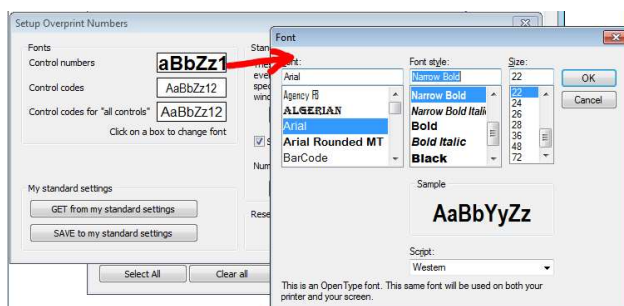 Setup Overprint Numbers
Fonts
Control numbers
aBbZz1
Control codes
AaBbZz12
Control codes for "all controls"
AaBbZz12
Click on a box to change font
My standard settings
GET from my standard settings
SAVE to my standard settings
Select All
Clear all
Font
Font style:
Size:
Arial
Narrow Bold
22
OK
Cancel
Agency FB
ALGERIAN
Arial
Arial Rounded MT
BarCode
Narrow Bold
Narrow Bold Itali
Bold
Bold Italic
Black
22
24
26
28
36
48
72
Sample
AaBbYyZz
Script:
Western
This is an OpenType font. This same font will be used on both your
printer and your screen.